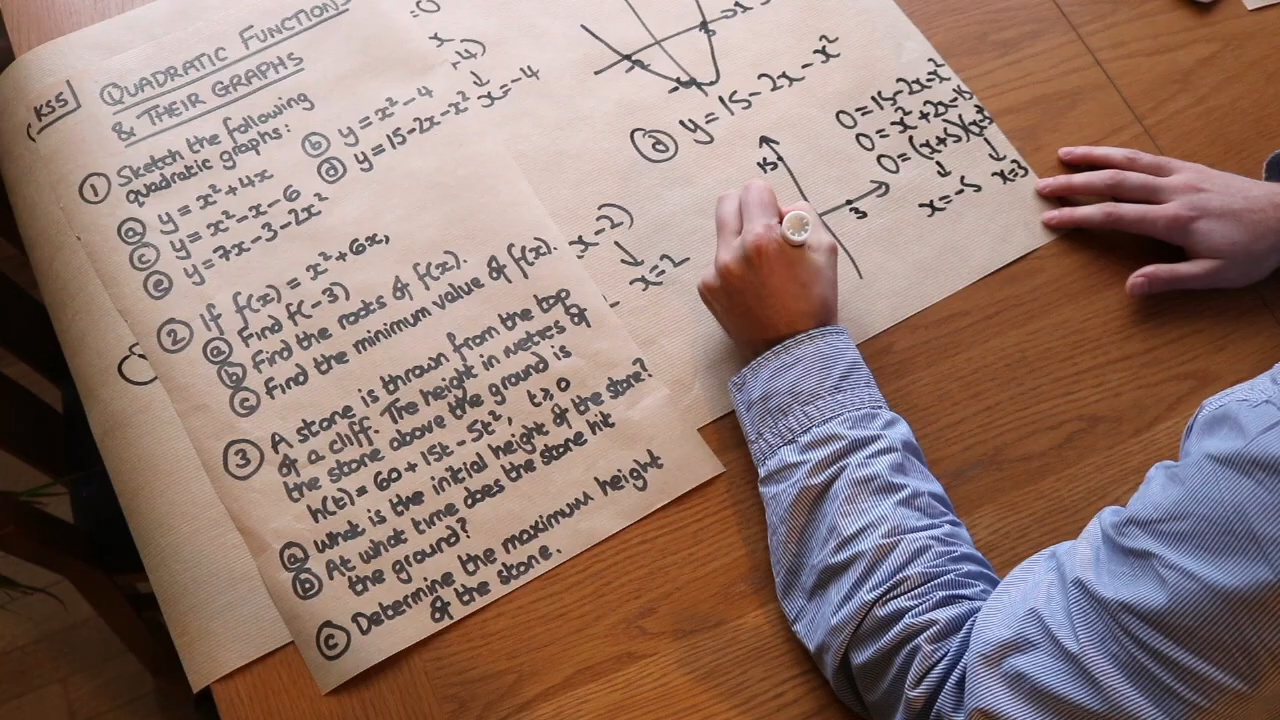 KS5
QUADRATIC FUNCTIONS
& THEIR GRAPHS
① Sketch the following
quadratic graphs:
ⓐ y = x² + 4x
ⓑ y = x² - 4
ⓒ y = x² - x - 6
ⓓ y = 15 - 2x - x²
ⓔ y = 7x - 3 - 2x²
② If f(x) = x² + 6x,
ⓐ Find f(-3)
ⓑ Find the roots of f(x).
ⓒ Find the minimum value of f(x).
③ A stone is thrown from the top
of a cliff. The height in metres of
the stone above the ground is
h(t) = 60 + 15t - 5t², t ⩾ 0
ⓐ What is the initial height of the stone?
ⓑ At what time does the stone hit
the ground?
ⓒ Determine the maximum height
of the stone.
=0
x
-4)
x = -4
x - 2)
x = 2
ⓓ y = 15 - 2x - x²
15
3
0 = 15 - 2x - x²
0 = x² + 2x - 15
0 = (x+5)(x
x = -5
x = 3